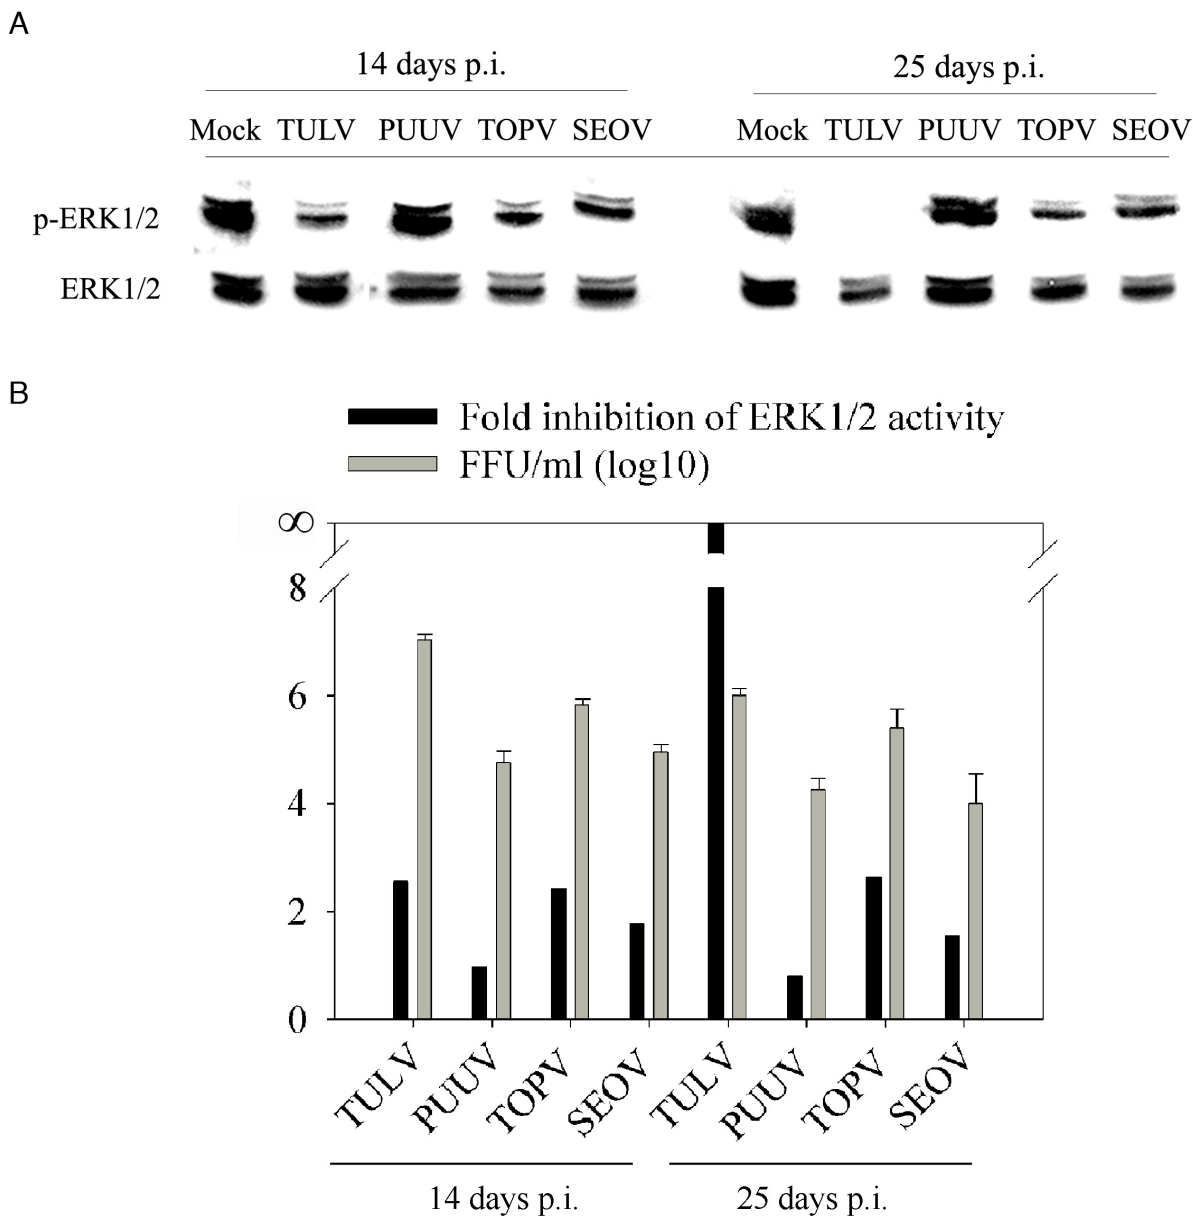 A
14 days p.i.
25 days p.i.
Mock TULV PUUV TOPV SEOV Mock TULV PUUV TOPV SEOV
p-ERK1/2
ERK1/2
B
Fold inhibition of ERK1/2 activity
FFU/ml (log10)
∞
8
6
4
2
0
TULV PUUV TOPV SEOV TULV PUUV TOPV SEOV
14 days p.i.
25 days p.i.